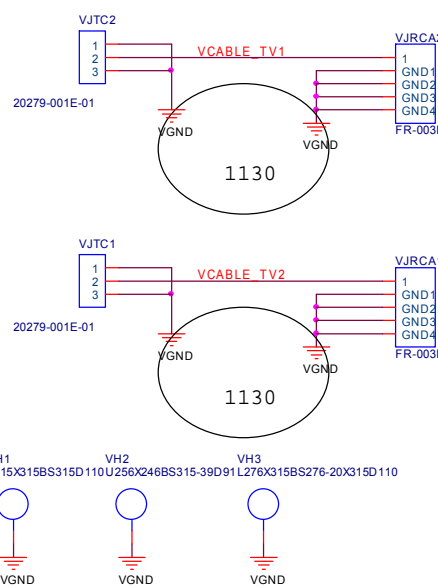 VJTC2
VJRCA2
1
2
3
VCABLE_TV1
1
GND1
GND2
GND3
GND4
20279-001E-01
VGND
VGND
1130
VJTC1
VJRCA1
1
2
3
VCABLE_TV2
1
GND1
GND2
GND3
GND4
20279-001E-01
VGND
VGND
1130
VH2
VH3
U256X246BS315-39D91
L276X315BS276-20X315D110
VGND
VGND
VGND